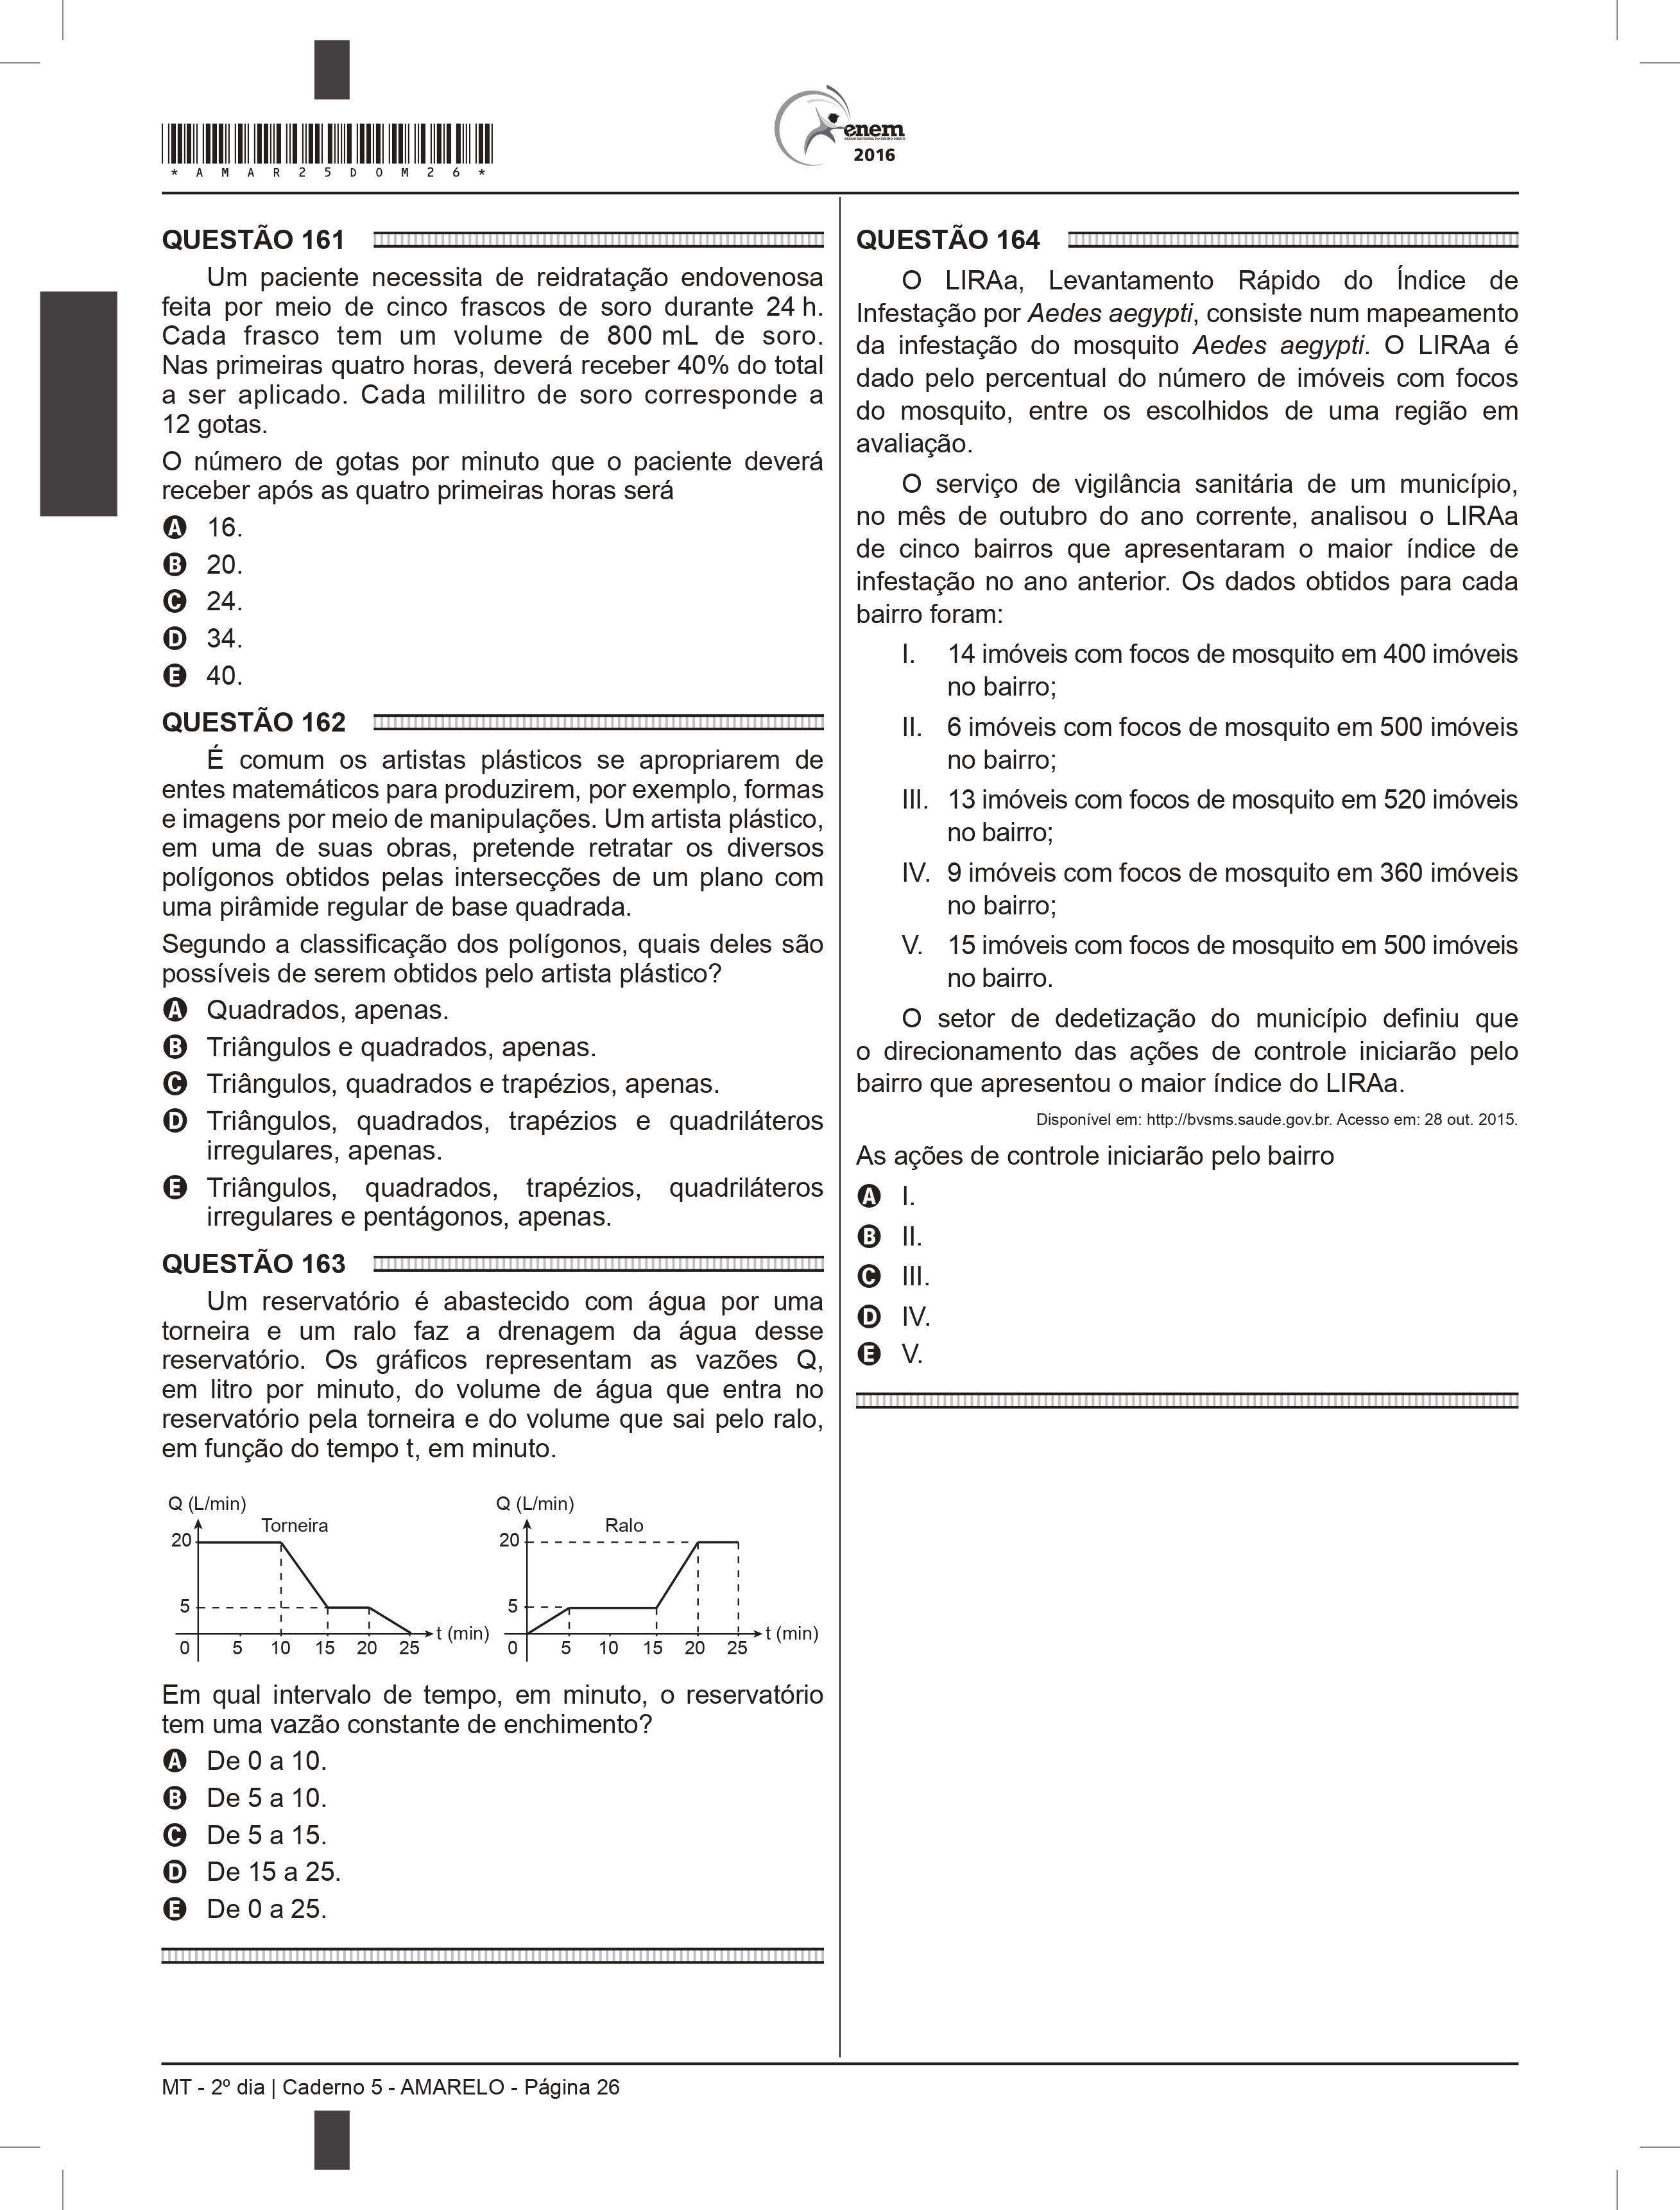 *AMAR25DOM26*
enem
2016
QUESTÃO 161
Um paciente necessita de reidratação endovenosa
feita por meio de cinco frascos de soro durante 24 h.
Cada frasco tem um volume de 800 mL de soro.
Nas primeiras quatro horas, deverá receber 40% do total
a ser aplicado. Cada mililitro de soro corresponde a
12 gotas.
O número de gotas por minuto que o paciente deverá
receber após as quatro primeiras horas será
A 16.
B 20.
C 24.
D 34.
E 40.
QUESTÃO 162
É comum os artistas plásticos se apropriarem de
entes matemáticos para produzirem, por exemplo, formas
e imagens por meio de manipulações. Um artista plástico,
em uma de suas obras, pretende retratar os diversos
polígonos obtidos pelas intersecções de um plano com
uma pirâmide regular de base quadrada.
Segundo a classificação dos polígonos, quais deles são
possíveis de serem obtidos pelo artista plástico?
A Quadrados, apenas.
B Triângulos e quadrados, apenas.
C Triângulos, quadrados e trapézios, apenas.
D Triângulos, quadrados, trapézios e quadriláteros
irregulares, apenas.
E Triângulos, quadrados, trapézios, quadriláteros
irregulares e pentágonos, apenas.
QUESTÃO 163
Um reservatório é abastecido com água por uma
torneira e um ralo faz a drenagem da água desse
reservatório. Os gráficos representam as vazões Q,
em litro por minuto, do volume de água que entra no
reservatório pela torneira e do volume que sai pelo ralo,
em função do tempo t, em minuto.
Q (L/min)
Torneira
20
5
0 5 10 15 20 25 t (min)
Q (L/min)
Ralo
20
5
0 5 10 15 20 25 t (min)
Em qual intervalo de tempo, em minuto, o reservatório
tem uma vazão constante de enchimento?
A De 0 a 10.
B De 5 a 10.
C De 5 a 15.
D De 15 a 25.
E De 0 a 25.
QUESTÃO 164
O LIRAa, Levantamento Rápido do Índice de
Infestação por Aedes aegypti, consiste num mapeamento
da infestação do mosquito Aedes aegypti. O LIRAa é
dado pelo percentual do número de imóveis com focos
do mosquito, entre os escolhidos de uma região em
avaliação.
O serviço de vigilância sanitária de um município,
no mês de outubro do ano corrente, analisou o LIRAa
de cinco bairros que apresentaram o maior índice de
infestação no ano anterior. Os dados obtidos para cada
bairro foram:
I. 14 imóveis com focos de mosquito em 400 imóveis
no bairro;
II. 6 imóveis com focos de mosquito em 500 imóveis
no bairro;
III. 13 imóveis com focos de mosquito em 520 imóveis
no bairro;
IV. 9 imóveis com focos de mosquito em 360 imóveis
no bairro;
V. 15 imóveis com focos de mosquito em 500 imóveis
no bairro.
O setor de dedetização do município definiu que
o direcionamento das ações de controle iniciarão pelo
bairro que apresentou o maior índice do LIRAa.
Disponível em: http://bvsms.saude.gov.br. Acesso em: 28 out. 2015.
As ações de controle iniciarão pelo bairro
A I.
B II.
C III.
D IV.
E V.
MT - 2º dia | Caderno 5 - AMARELO - Página 26